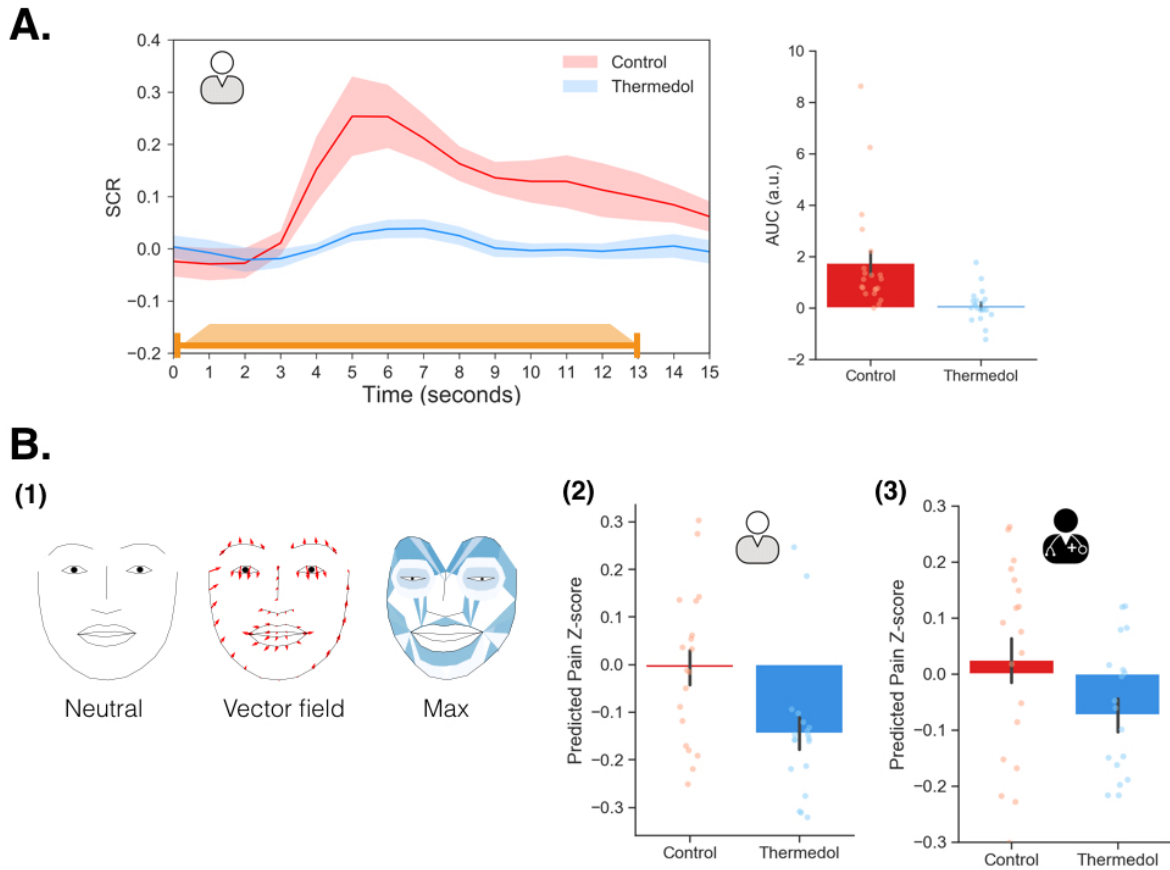 A.
0.4
0.3
0.2
0.1
0.0
−0.1
−0.2
SCR
Control
Thermedol
0 1 2 3 4 5 6 7 8 9 10 11 12 13 14 15
Time (seconds)
10
8
6
4
2
0
−2
AUC (a.u.)
Control Thermedol
B.
(1)
Neutral Vector field Max
(2)
0.3
0.2
0.1
0.0
−0.1
−0.2
−0.3
Predicted Pain Z-score
Control Thermedol
(3)
0.3
0.2
0.1
0.0
−0.1
−0.2
−0.3
Predicted Pain Z-score
Control Thermedol